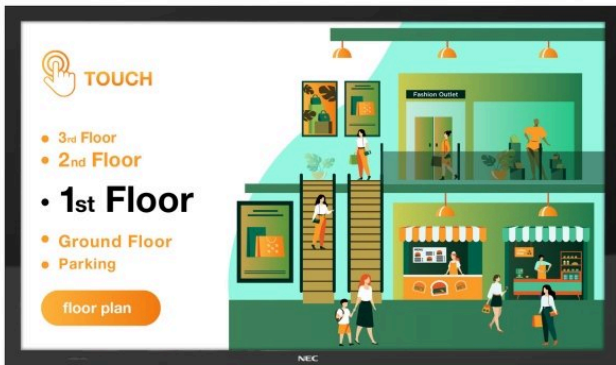 TOUCH
3rd Floor
2nd Floor
1st Floor
Ground Floor
Parking
floor plan
Fashion Outlet
NEC